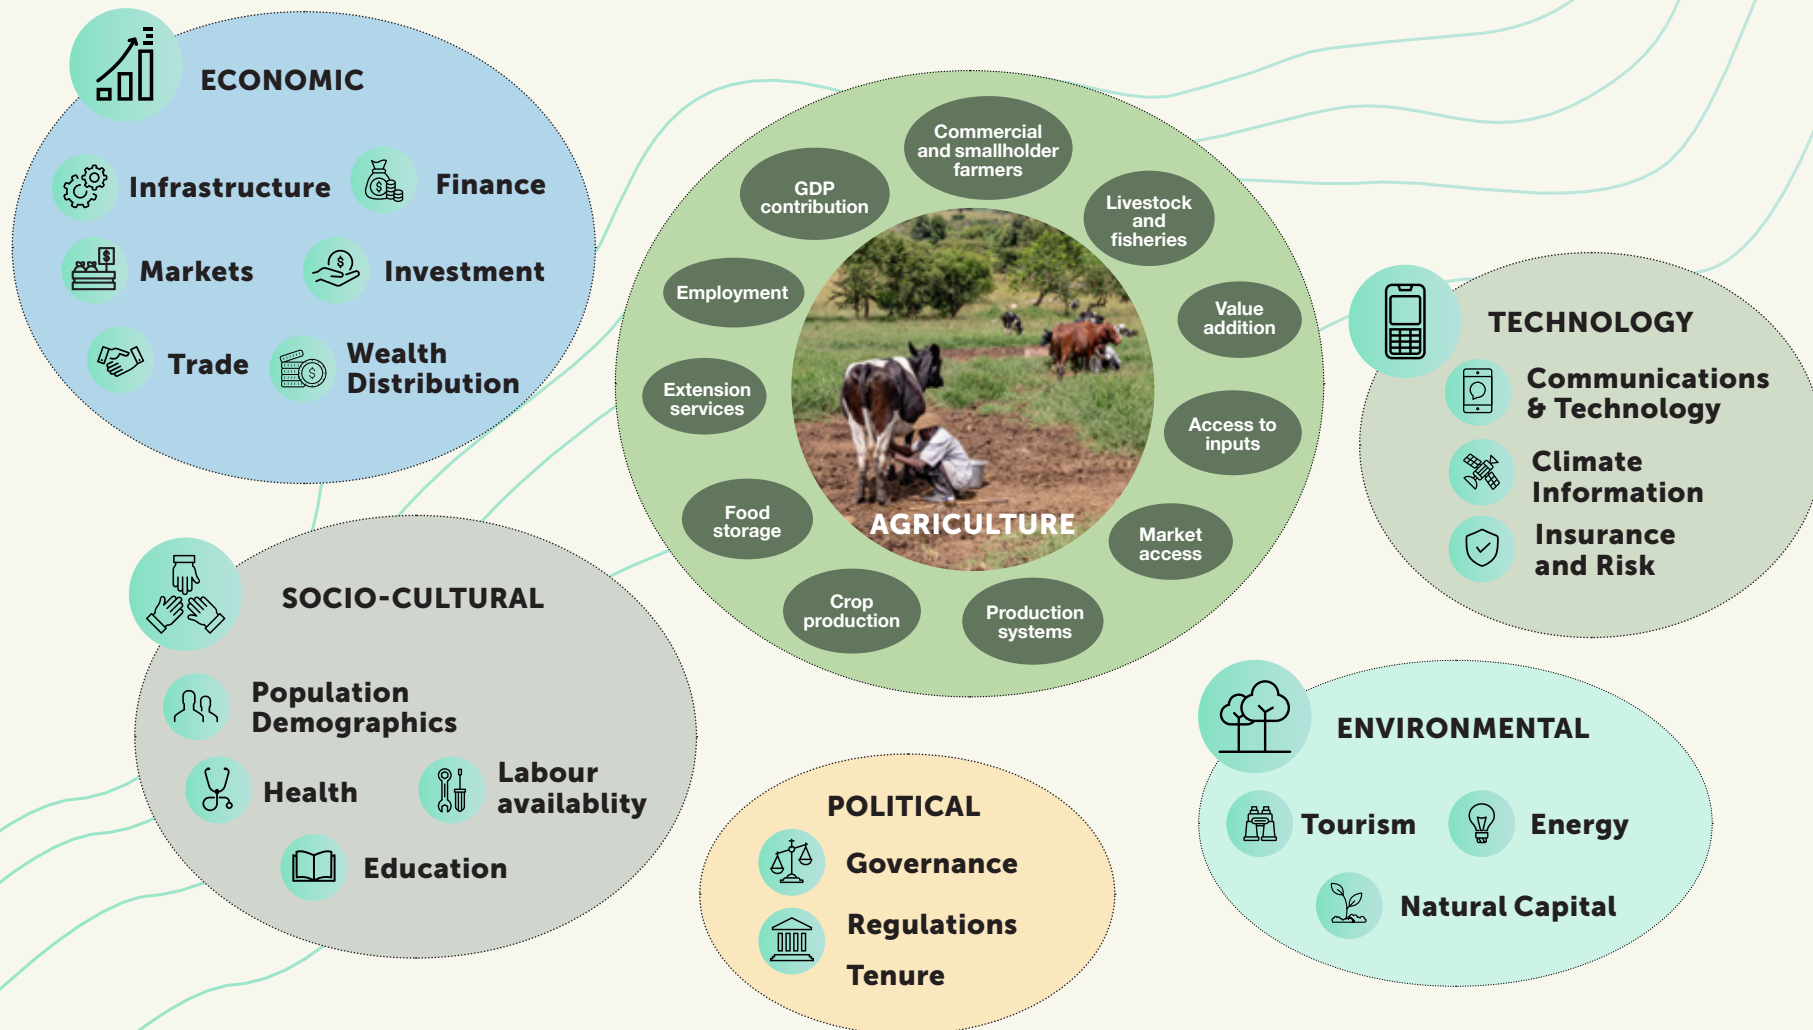 ECONOMIC
Infrastructure
Finance
Markets
Investment
Trade
Wealth
Distribution
Commercial
and smallholder
farmers
GDP
contribution
Livestock
and
fisheries
Employment
Value
addition
Extension
services
Access to
inputs
Food
storage
AGRICULTURE
Market
access
Crop
production
Production
systems
TECHNOLOGY
Communications
& Technology
Climate
Information
Insurance
and Risk
SOCIO-CULTURAL
Population
Demographics
Health
Labour
availablity
Education
POLITICAL
Governance
Regulations
Tenure
ENVIRONMENTAL
Tourism
Energy
Natural Capital